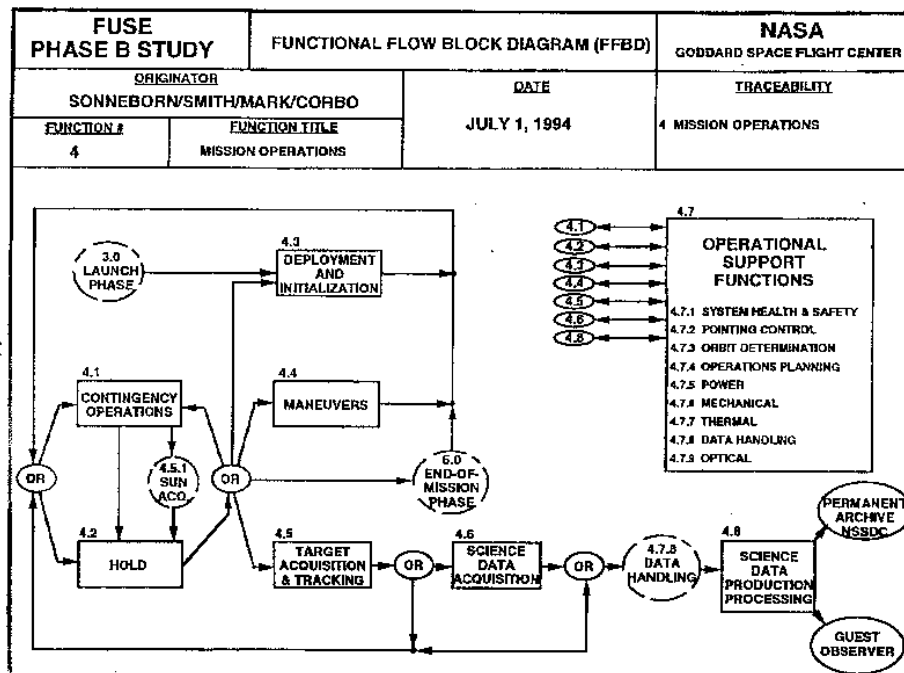 FUSE
PHASE B STUDY
FUNCTIONAL FLOW BLOCK DIAGRAM (FFBD)
NASA
GODDARD SPACE FLIGHT CENTER
ORIGINATOR
SONNEBORN/SMITH/MARK/CORBO
DATE
JULY 1, 1994
TRACEABILITY
4 MISSION OPERATIONS
FUNCTION #
4
FUNCTION TITLE
MISSION OPERATIONS
3.0
LAUNCH
PHASE
4.3
DEPLOYMENT
AND
INITIALIZATION
4.1
CONTINGENCY
OPERATIONS
4.4
MANEUVERS
OR
4.5.1
SUN
ACQ.
OR
6.0
END-OF-
MISSION
PHASE
4.2
HOLD
4.5
TARGET
ACQUISITION
& TRACKING
OR
4.6
SCIENCE
DATA
ACQUISITION
OR
4.7.8
DATA
HANDLING
4.8
SCIENCE
DATA
PRODUCTION
PROCESSING
PERMANENT
ARCHIVE
NSSDC
GUEST
OBSERVER
4.1
4.2
4.3
4.4
4.5
4.6
4.8
4.7
OPERATIONAL
SUPPORT
FUNCTIONS
4.7.1 SYSTEM HEALTH & SAFETY
4.7.2 POINTING CONTROL
4.7.3 ORBIT DETERMINATION
4.7.4 OPERATIONS PLANNING
4.7.5 POWER
4.7.6 MECHANICAL
4.7.7 THERMAL
4.7.8 DATA HANDLING
4.7.9 OPTICAL